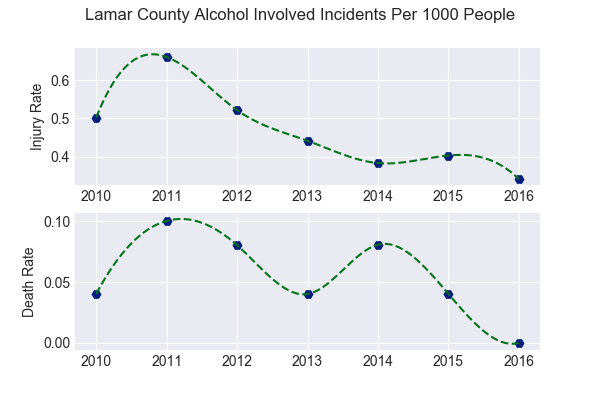 Lamar County Alcohol Involved Incidents Per 1000 People
Injury Rate
0.6
0.5
0.4
2010 2011 2012 2013 2014 2015 2016
Death Rate
0.10
0.05
0.00
2010 2011 2012 2013 2014 2015 2016